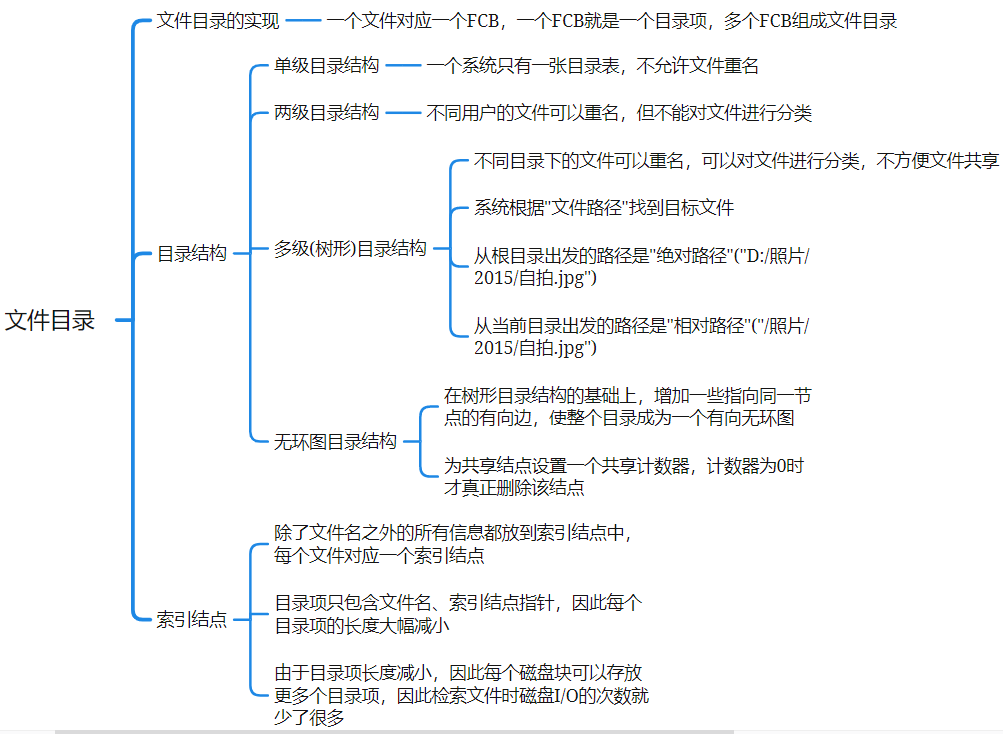 文件目录
文件目录的实现
一个文件对应一个FCB，一个FCB就是一个目录项，多个FCB组成文件目录
目录结构
单级目录结构
一个系统只有一张目录表，不允许文件重名
两级目录结构
不同用户的文件可以重名，但不能对文件进行分类
多级(树形)目录结构
不同目录下的文件可以重名，可以对文件进行分类，不方便文件共享
系统根据"文件路径"找到目标文件
从根目录出发的路径是"绝对路径"("D:/照片/
2015/自拍.jpg")
从当前目录出发的路径是"相对路径"("/照片/
2015/自拍.jpg")
无环图目录结构
在树形目录结构的基础上，增加一些指向同一节
点的有向边，使整个目录成为一个有向无环图
为共享结点设置一个共享计数器，计数器为0时
才真正删除该结点
索引结点
除了文件名之外的所有信息都放到索引结点中，
每个文件对应一个索引结点
目录项只包含文件名、索引结点指针，因此每个
目录项的长度大幅减小
由于目录项长度减小，因此每个磁盘块可以存放
更多个目录项，因此检索文件时磁盘I/O的次数就
少了很多